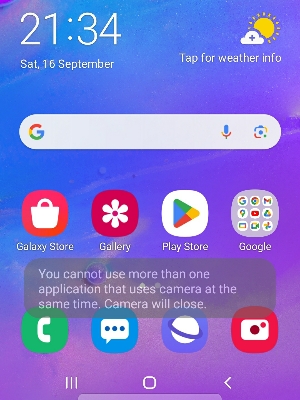 21:34
Sat, 16 September
Tap for weather info
Galaxy Store
Gallery
Play Store
Google
You cannot use more than one
application that uses camera at the
same time. Camera will close.